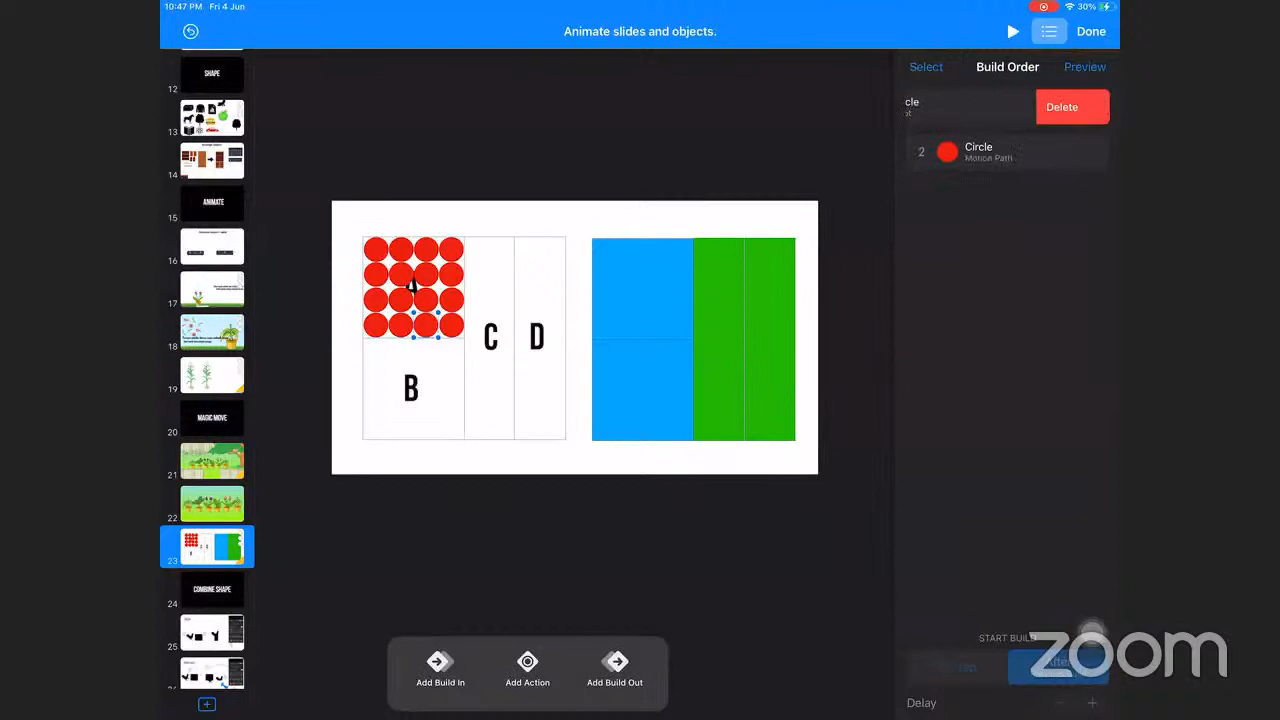 10:47 PM Fri 4 Jun
30%
Animate slides and objects.
Done
Select
Build Order
Preview
cle
Delete
2
Circle
Motion Path
SHAPE
12
13
14
ANIMATE
15
16
17
18
19
MAGIC MOVE
20
21
22
23
COMBINE SHAPE
24
25
C
D
B
Add Build In
Add Action
Add Build Out
START BUILD
Tap
After
zoom
Delay